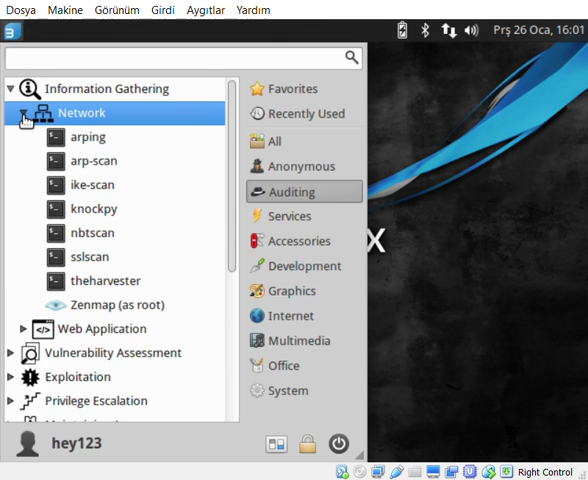 Dosya Makine Görünüm Girdi Aygıtlar Yardım
Prş 26 Oca, 16:01
Information Gathering
Network
arping
arp-scan
ike-scan
knockpy
nbtscan
sslscan
theharvester
Zenmap (as root)
Web Application
Vulnerability Assessment
Exploitation
Privilege Escalation
Favorites
Recently Used
All
Anonymous
Auditing
Services
Accessories
Development
Graphics
Internet
Multimedia
Office
System
X
hey123
Right Control